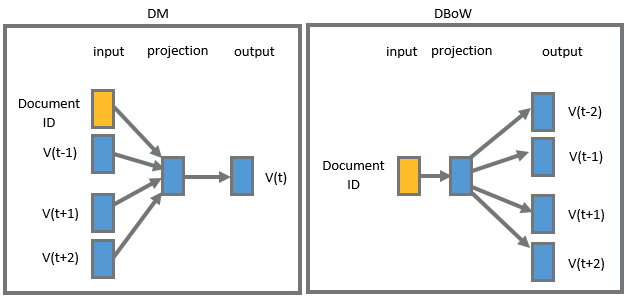 DM
input projection output
Document
ID
V(t-1)
V(t+1)
V(t+2)
V(t)
DBoW
input projection output
Document
ID
V(t-2)
V(t-1)
V(t+1)
V(t+2)